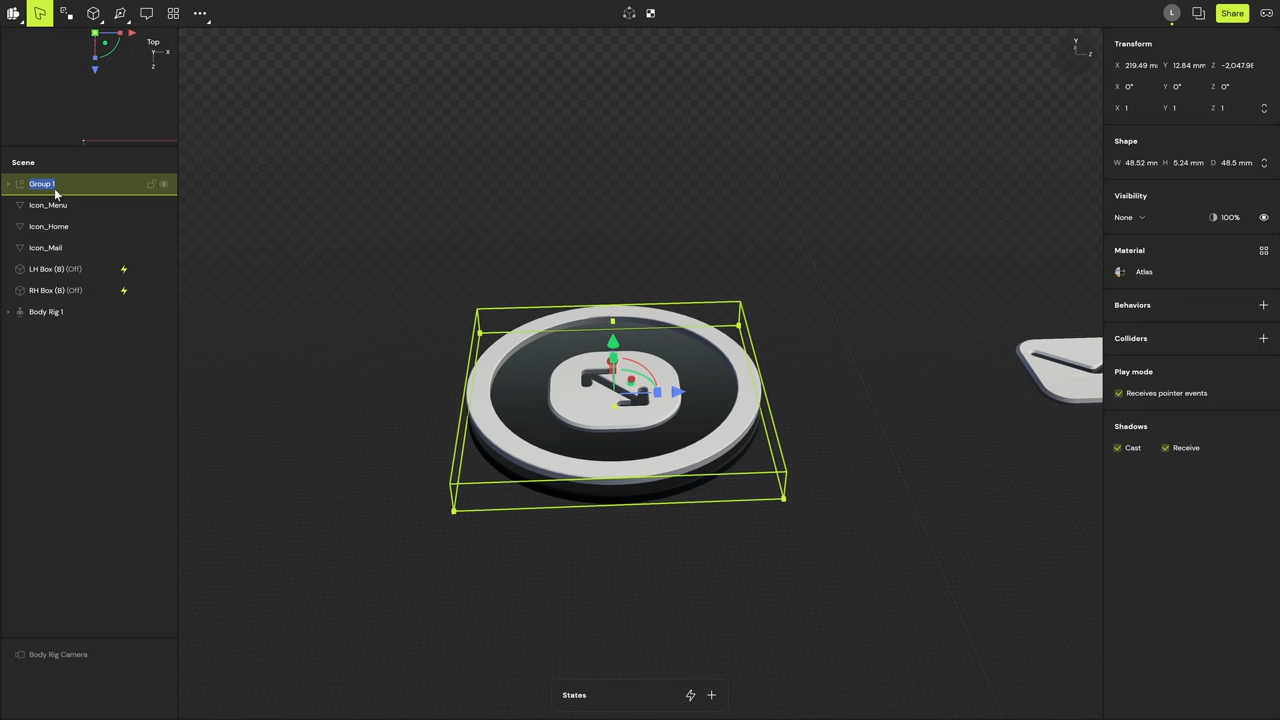 L
Share
Top
Y
X
Z
Y
Z
Scene
Group 1
Icon_Menu
Icon_Home
Icon_Mail
LH Box (B) (Off)
RH Box (B) (Off)
Body Rig 1
Body Rig Camera
States
Transform
X 219.49 mm Y 12.84 mm Z -2,047.98
X 0° Y 0° Z 0°
X 1 Y 1 Z 1
Shape
W 48.52 mm H 5.24 mm D 48.5 mm
Visibility
None 100%
Material
Atlas
Behaviors
Colliders
Play mode
Receives pointer events
Shadows
Cast Receive